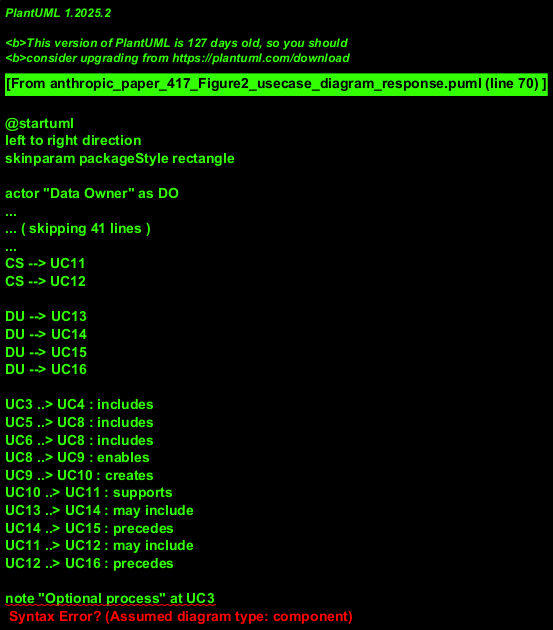 PlantUML 1.2025.2
<b>This version of PlantUML is 127 days old, so you should
<b>consider upgrading from https://plantuml.com/download
[From anthropic_paper_417_Figure2_usecase_diagram_response.puml (line 70) ]
@startuml
left to right direction
skinparam packageStyle rectangle
actor "Data Owner" as DO
...
... ( skipping 41 lines )
...
CS --> UC11
CS --> UC12
DU --> UC13
DU --> UC14
DU --> UC15
DU --> UC16
UC3 ..> UC4 : includes
UC5 ..> UC8 : includes
UC6 ..> UC8 : includes
UC8 ..> UC9 : enables
UC9 ..> UC10 : creates
UC10 ..> UC11 : supports
UC13 ..> UC14 : may include
UC14 ..> UC15 : precedes
UC11 ..> UC12 : may include
UC12 ..> UC16 : precedes
note "Optional process" at UC3
Syntax Error? (Assumed diagram type: component)